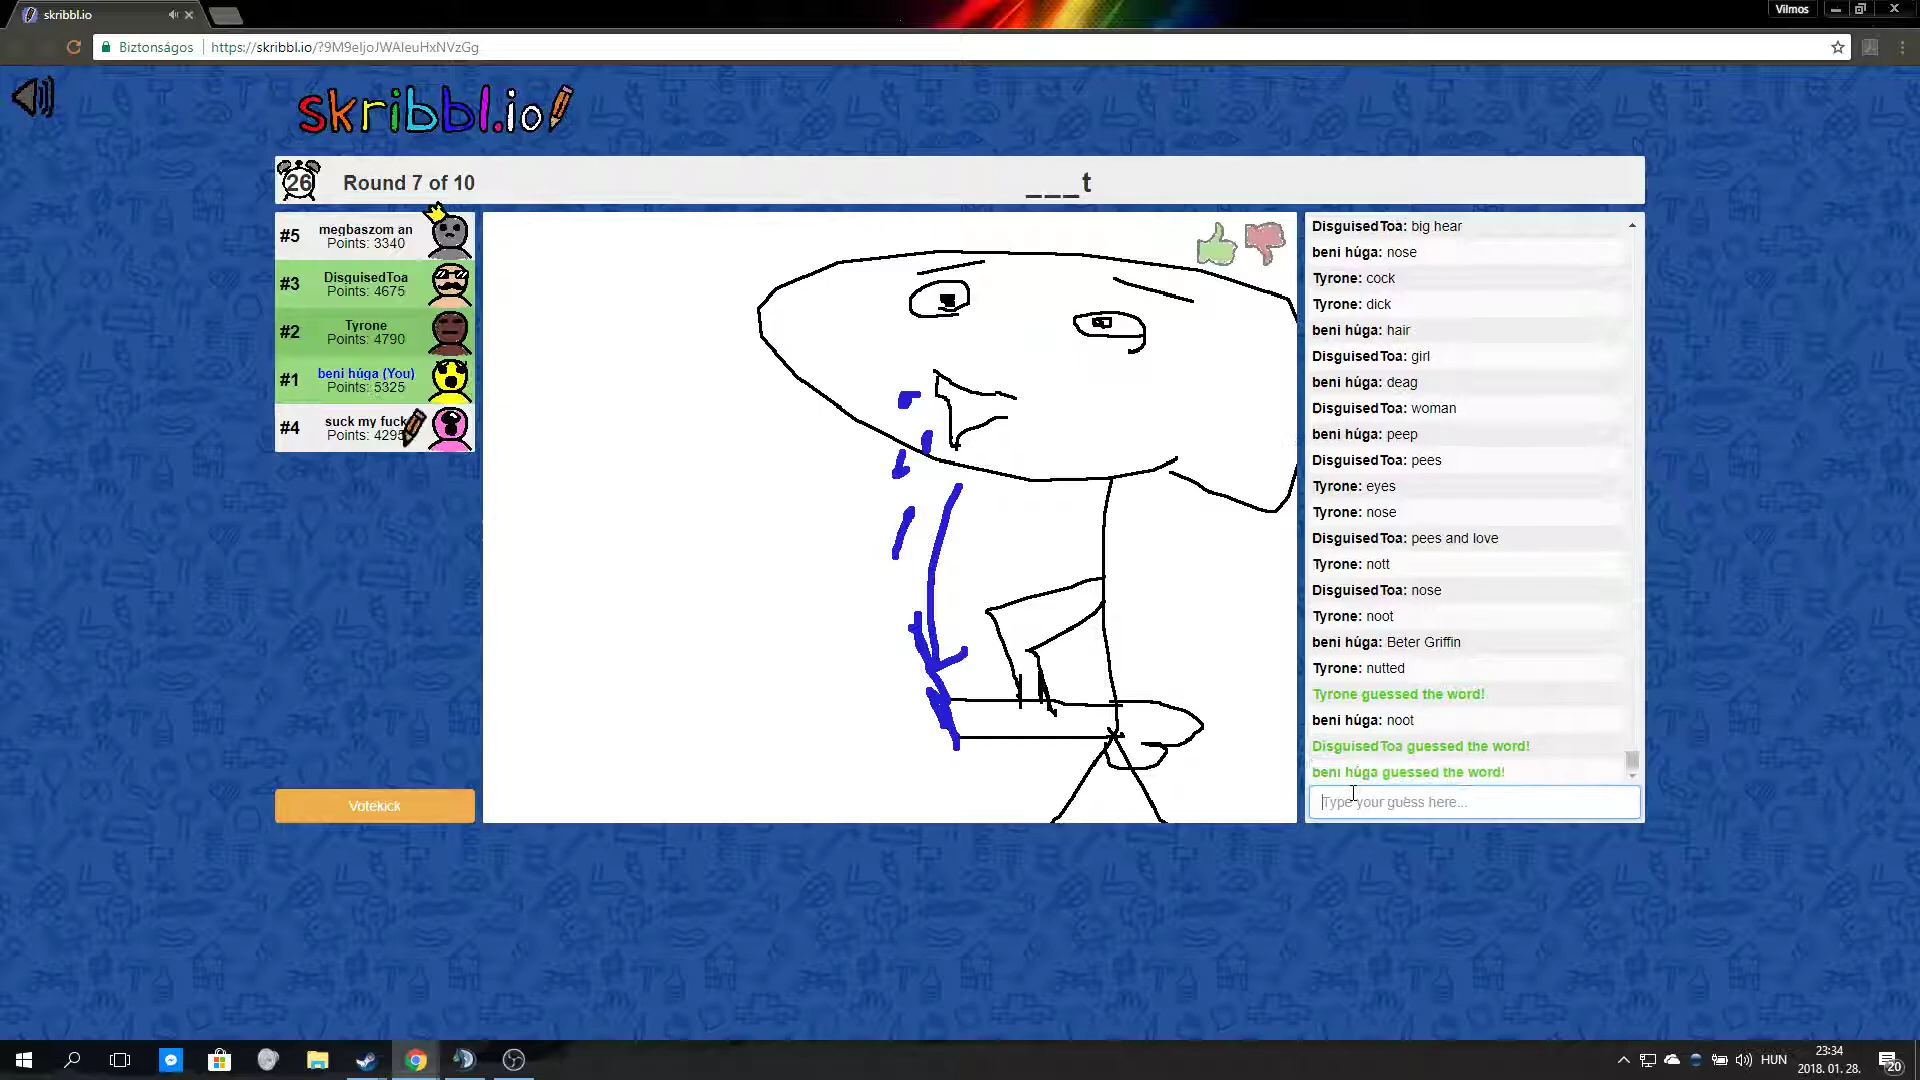 skribbl.io
Vilmos
Biztonságos
https://skribbl.io/?9M9eljoJWAleuHxNVzGg
skribbl.io
26
Round 7 of 10
___t
#5
megbaszom an
Points: 3340
#3
DisguisedToa
Points: 4675
#2
Tyrone
Points: 4790
#1
beni húga (You)
Points: 5325
#4
suck my fuck
Points: 4295
Votekick
DisguisedToa: big hear
beni húga: nose
Tyrone: cock
Tyrone: dick
beni húga: hair
DisguisedToa: girl
beni húga: deag
DisguisedToa: woman
beni húga: peep
DisguisedToa: pees
Tyrone: eyes
Tyrone: nose
DisguisedToa: pees and love
Tyrone: nott
DisguisedToa: nose
Tyrone: noot
beni húga: Beter Griffin
Tyrone: nutted
Tyrone guessed the word!
beni húga: noot
DisguisedToa guessed the word!
beni húga guessed the word!
Type your guess here...
HUN
23:34
2018. 01. 28.
20